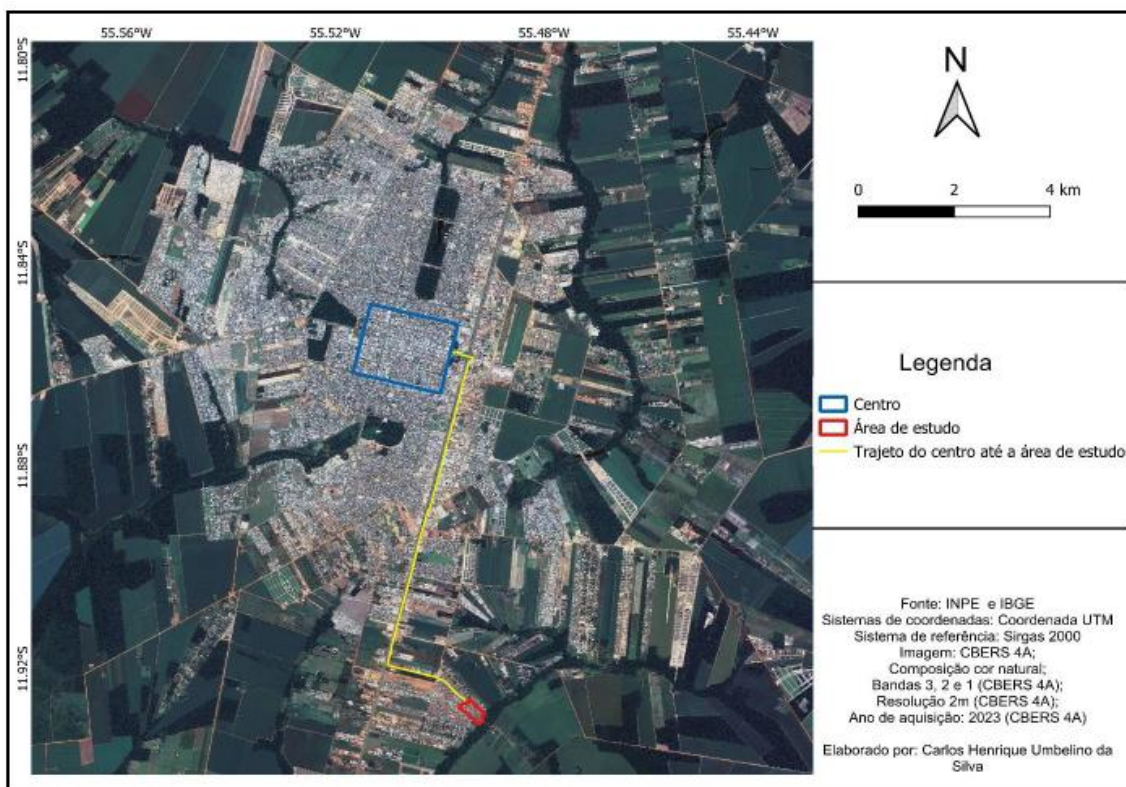 55.56°W 55.52°W 55.48°W 55.44°W
11.80°S
11.84°S
11.88°S
11.92°S
N
0 2 4 km
Legenda
Centro
Área de estudo
Trajeto do centro até a área de estudo
Fonte: INPE e IBGE
Sistemas de coordenadas: Coordenada UTM
Sistema de referência: Sirgas 2000
Imagem: CBERS 4A;
Composição cor natural;
Bandas 3, 2 e 1 (CBERS 4A);
Resolução 2m (CBERS 4A);
Ano de aquisição: 2023 (CBERS 4A)
Elaborado por: Carlos Henrique Umbelino da
Silva